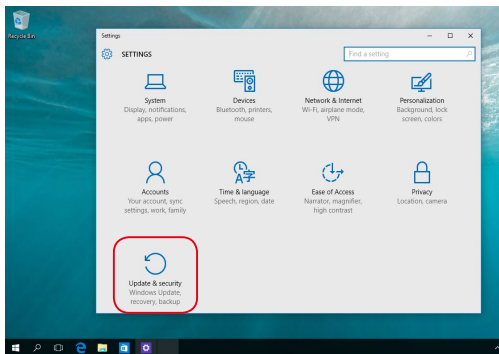 Recycle Bin
Settings
SETTINGS
Find a setting
System
Display, notifications,
apps, power
Devices
Bluetooth, printers,
mouse
Network & Internet
Wi-Fi, airplane mode,
VPN
Personalization
Background, lock
screen, colors
Accounts
Your account, sync
settings, work, family
A字
Time & language
Speech, region, date
Ease of Access
Narrator, magnifier,
high contrast
Privacy
Location, camera
Update & security
Windows Update,
recovery, backup